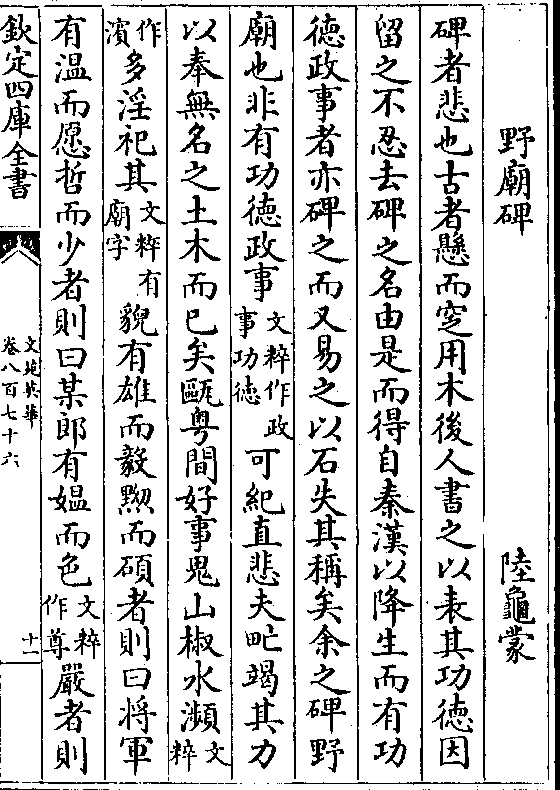 野廟碑
陸龜蒙
碑者悲也古者懸而窆用木後人書之以表其功德因
留之不忍去碑之名由是而得自秦漢以降生而有功
德政事者亦碑之而又易之以石失其稱矣余之碑野
廟也非有功德政事文粹作政事功德可紀直悲夫甿竭其力
以奉無名之土木而已矣甌粤間好事鬼山椒水瀕文粹
作濱多淫祀其文粹有廟字貎有雄而毅黝而碩者則曰将軍
有温而愿晳而少者則曰某郎有媪而色文粹作尊嚴者則
欽定四庫全書
文苑英華
卷八百七十六
十一